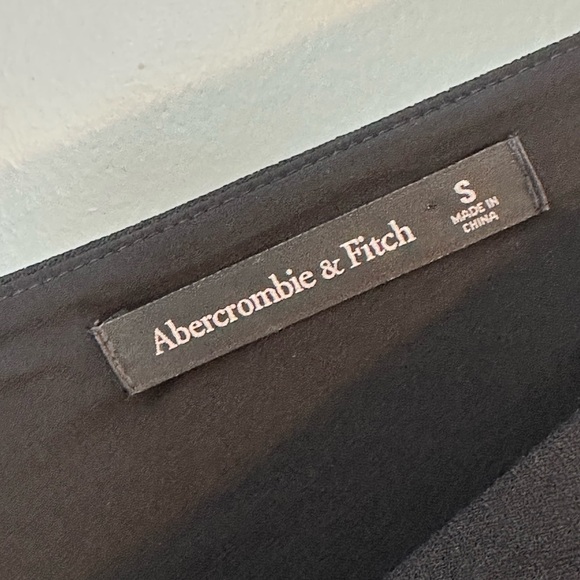 Abercrombie & Fitch
S
MADE IN
CHINA